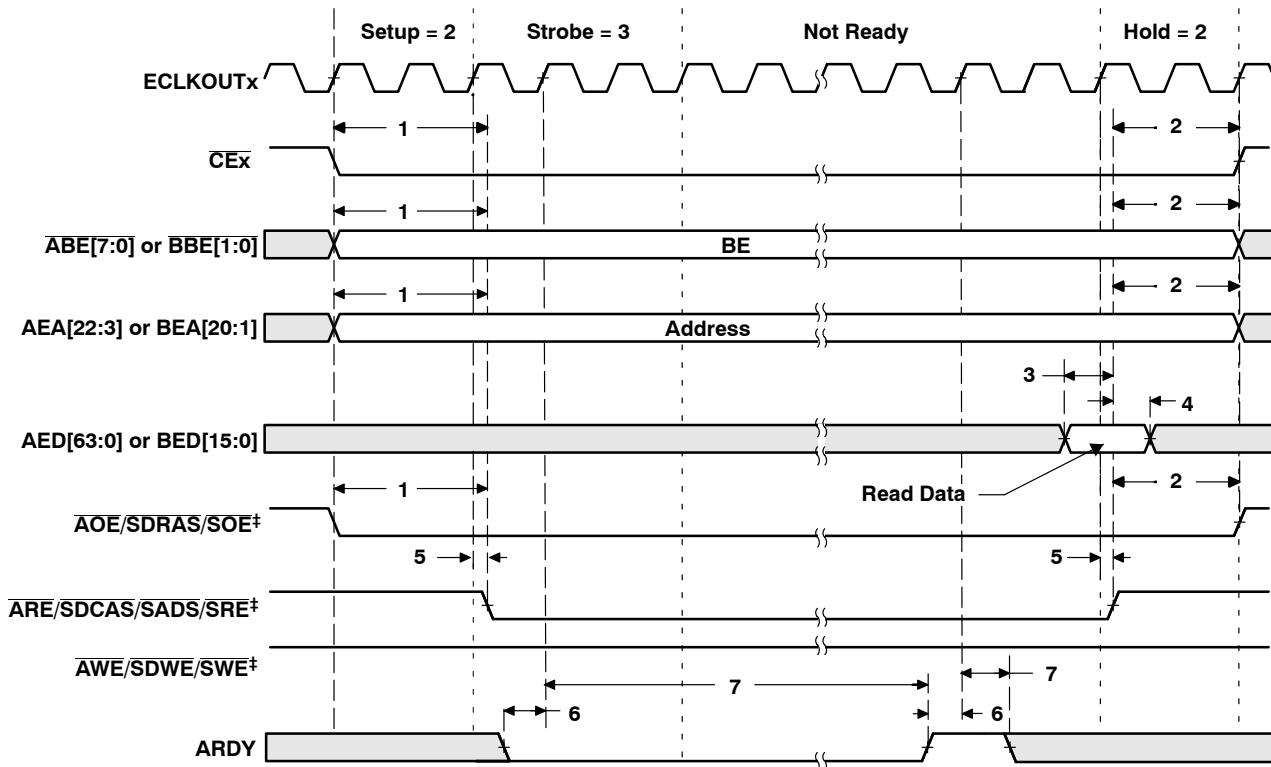 Setup = 2 Strobe = 3 Not Ready Hold = 2
ECLKOUTx
1 2
CEx
1 2
ABE[7:0] or BBE[1:0] BE
1 2
AEA[22:3] or BEA[20:1] Address
3
4
AED[63:0] or BED[15:0]
1 Read Data 2
AOE/SDRAS/SOE‡
5 5
ARE/SDCAS/SADS/SRE‡
AWE/SDWE/SWE‡
7 7
6 6
ARDY